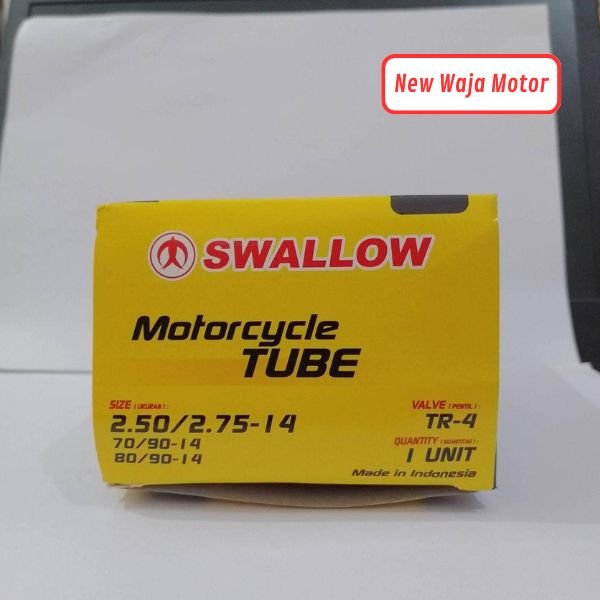 New Waja Motor
SWALLOW
Motorcycle
TUBE
SIZE (UKURAN):
2.50/2.75-14
70/90-14
80/90-14
VALVE (PENTIL):
TR-4
QUANTITY (KUANTITAS):
1 UNIT
Made in Indonesia